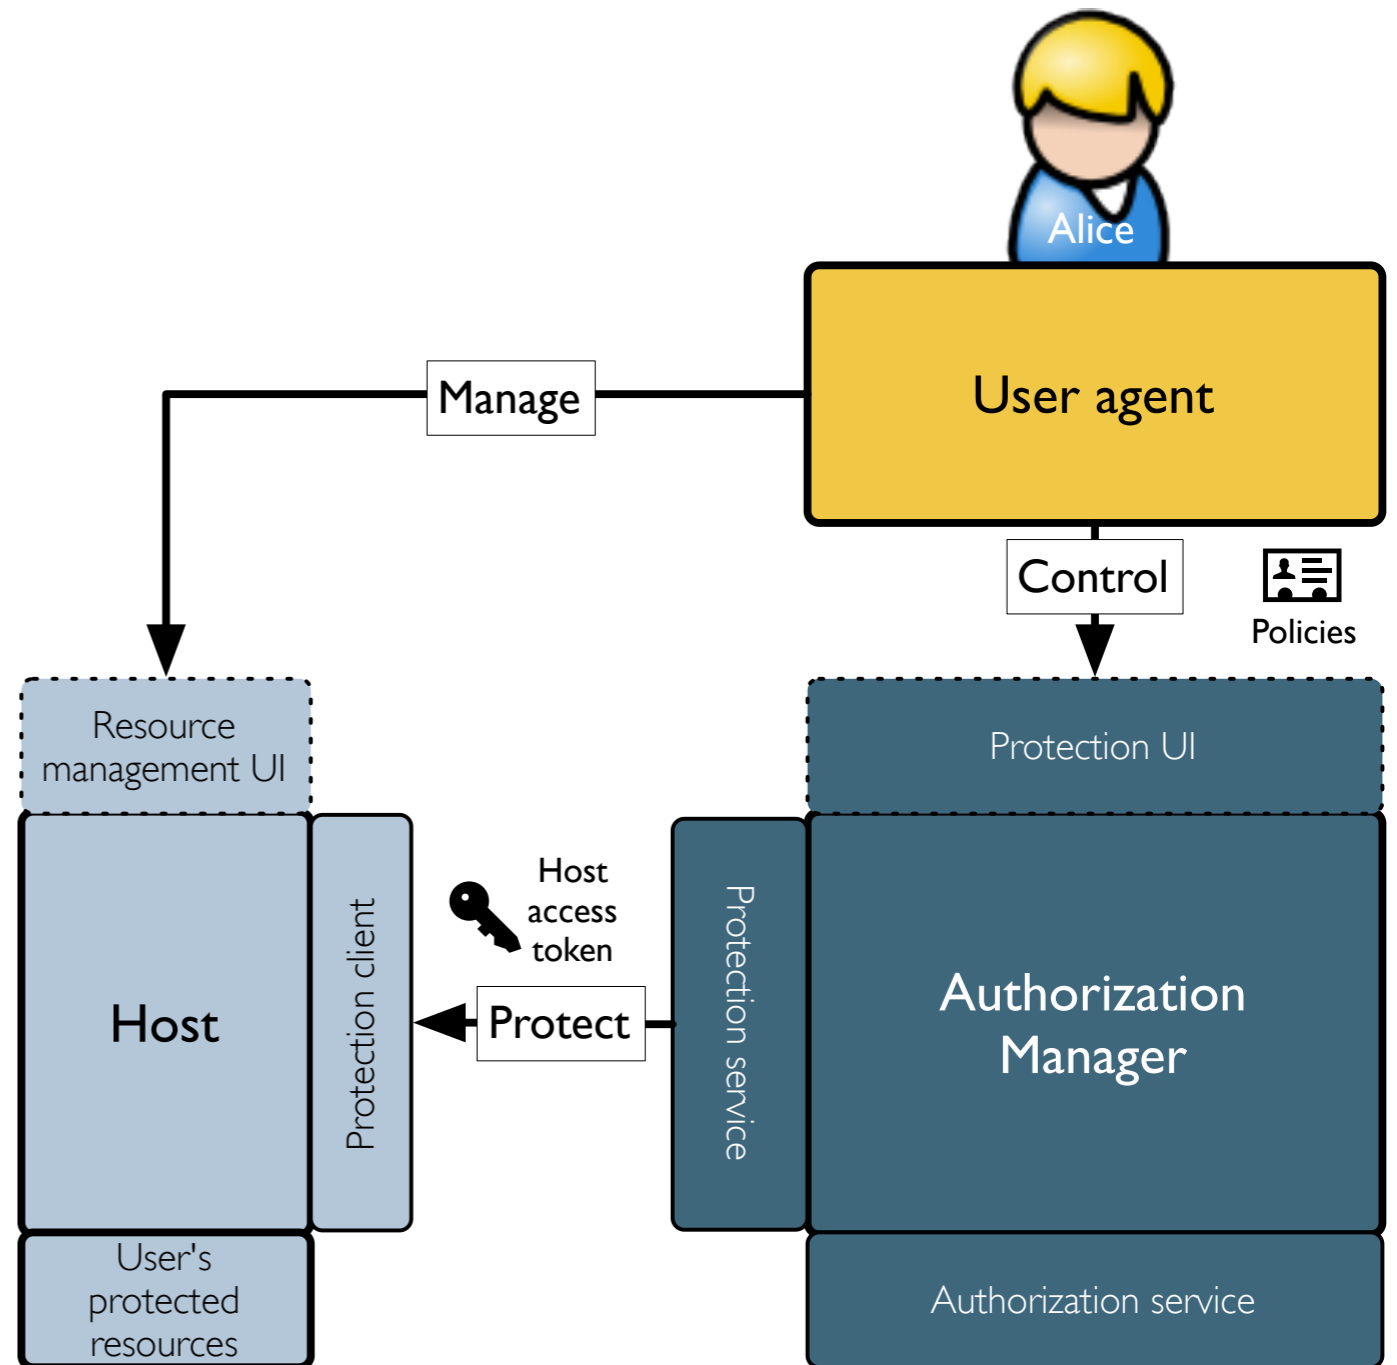 Alice
User agent
Manage
Control
Policies
Resource
management UI
Protection UI
Host
access
token
Protection client
Protection service
Host
Protect
Authorization
Manager
User's
protected
resources
Authorization service